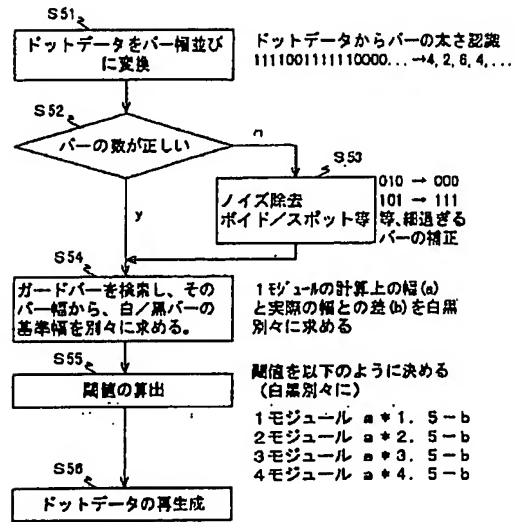 S51
ドットデータをバー幅並び
に変換
ドットデータからバーの太さ認識
1111001111110000...→4,2,6,4,...
S52
バーの数が正しい
n
y
S53
ノイズ除去
ボイド/スポット等
010 → 000
101 → 111
等、細過ぎる
バーの補正
S54
ガードバーを検索し、その
バー幅から、白/黒バーの
基準幅を別々に求める。
1モジュールの計算上の幅(a)
と実際の幅との差(b)を白黒
別々に求める
S55
閾値の算出
閾値を以下のように決める
(白黒別々に)
1モジュール a*1.5-b
2モジュール a*2.5-b
3モジュール a*3.5-b
4モジュール a*4.5-b
S56
ドットデータの再生成